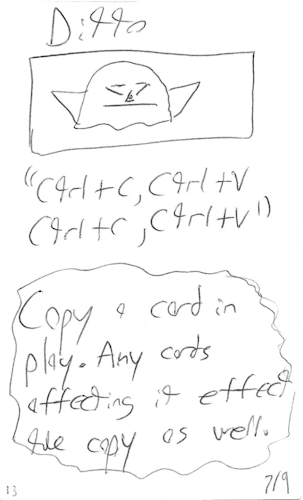 Ditto
"Ctrl+C, Ctrl+V
Ctrl+C, Ctrl+V"
Copy a card in
play. Any cards
affecting it effect
the copy as well.
13
7/9